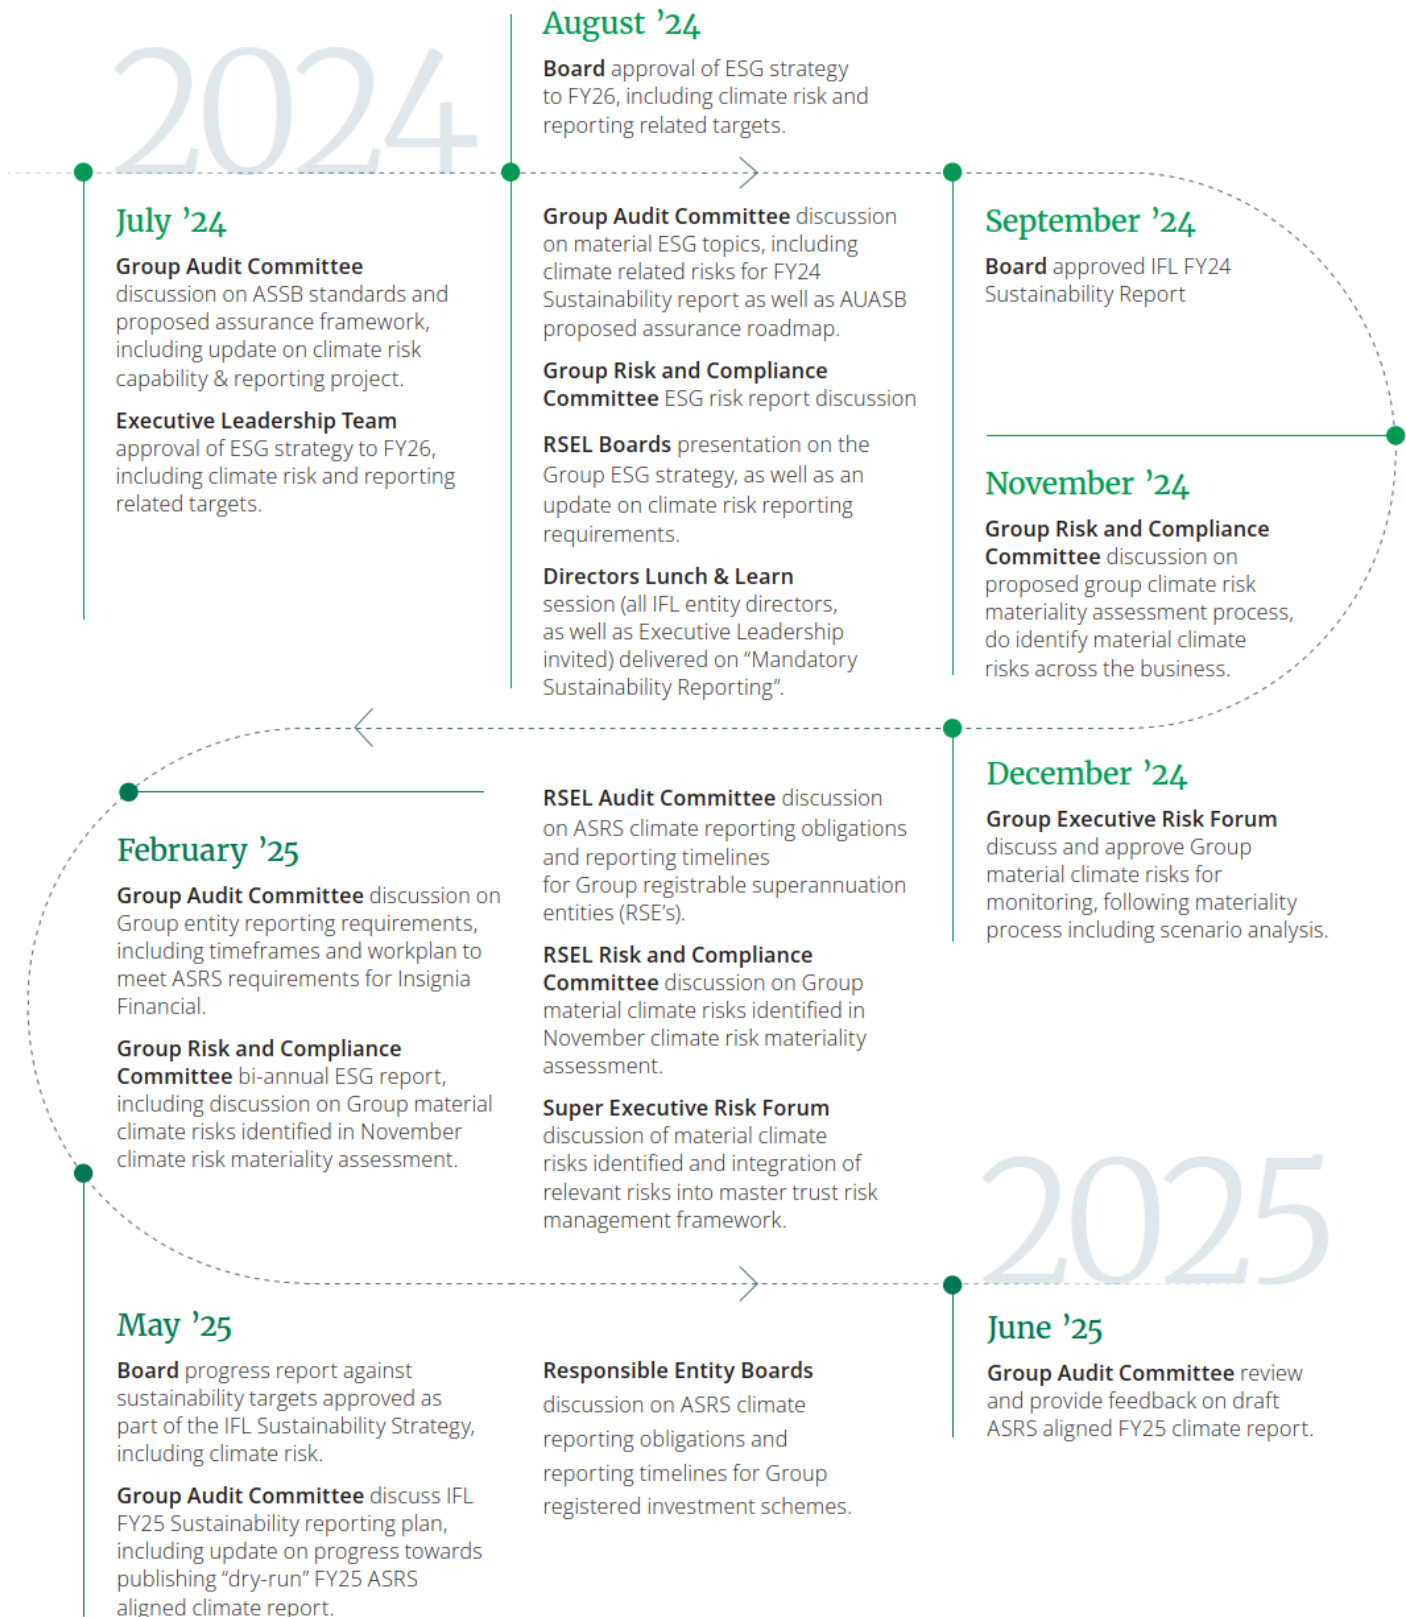 2024
August ’24
Board approval of ESG strategy
to FY26, including climate risk and
reporting related targets.
July ’24
Group Audit Committee
discussion on ASSB standards and
proposed assurance framework,
including update on climate risk
capability & reporting project.
Executive Leadership Team
approval of ESG strategy to FY26,
including climate risk and reporting
related targets.
Group Audit Committee discussion
on material ESG topics, including
climate related risks for FY24
Sustainability report as well as AUASB
proposed assurance roadmap.
Group Risk and Compliance
Committee ESG risk report discussion
RSEL Boards presentation on the
Group ESG strategy, as well as an
update on climate risk reporting
requirements.
Directors Lunch & Learn
session (all IFL entity directors,
as well as Executive Leadership
invited) delivered on “Mandatory
Sustainability Reporting”.
September ’24
Board approved IFL FY24
Sustainability Report
November ’24
Group Risk and Compliance
Committee discussion on
proposed group climate risk
materiality assessment process,
do identify material climate
risks across the business.
December ’24
Group Executive Risk Forum
discuss and approve Group
material climate risks for
monitoring, following materiality
process including scenario analysis.
February ’25
Group Audit Committee discussion on
Group entity reporting requirements,
including timeframes and workplan to
meet ASRS requirements for Insignia
Financial.
Group Risk and Compliance
Committee bi-annual ESG report,
including discussion on Group material
climate risks identified in November
climate risk materiality assessment.
RSEL Audit Committee discussion
on ASRS climate reporting obligations
and reporting timelines
for Group registrable superannuation
entities (RSE’s).
RSEL Risk and Compliance
Committee discussion on Group
material climate risks identified in
November climate risk materiality
assessment.
Super Executive Risk Forum
discussion of material climate
risks identified and integration of
relevant risks into master trust risk
management framework.
2025
May ’25
Board progress report against
sustainability targets approved as
part of the IFL Sustainability Strategy,
including climate risk.
Group Audit Committee discuss IFL
FY25 Sustainability reporting plan,
including update on progress towards
publishing “dry-run” FY25 ASRS
aligned climate report.
Responsible Entity Boards
discussion on ASRS climate
reporting obligations and
reporting timelines for Group
registered investment schemes.
June ’25
Group Audit Committee review
and provide feedback on draft
ASRS aligned FY25 climate report.